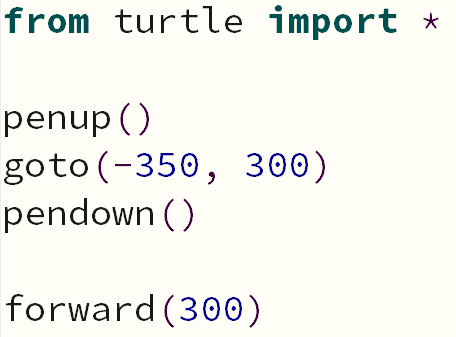 from turtle import *
penup()
goto(-350, 300)
pendown()
forward(300)